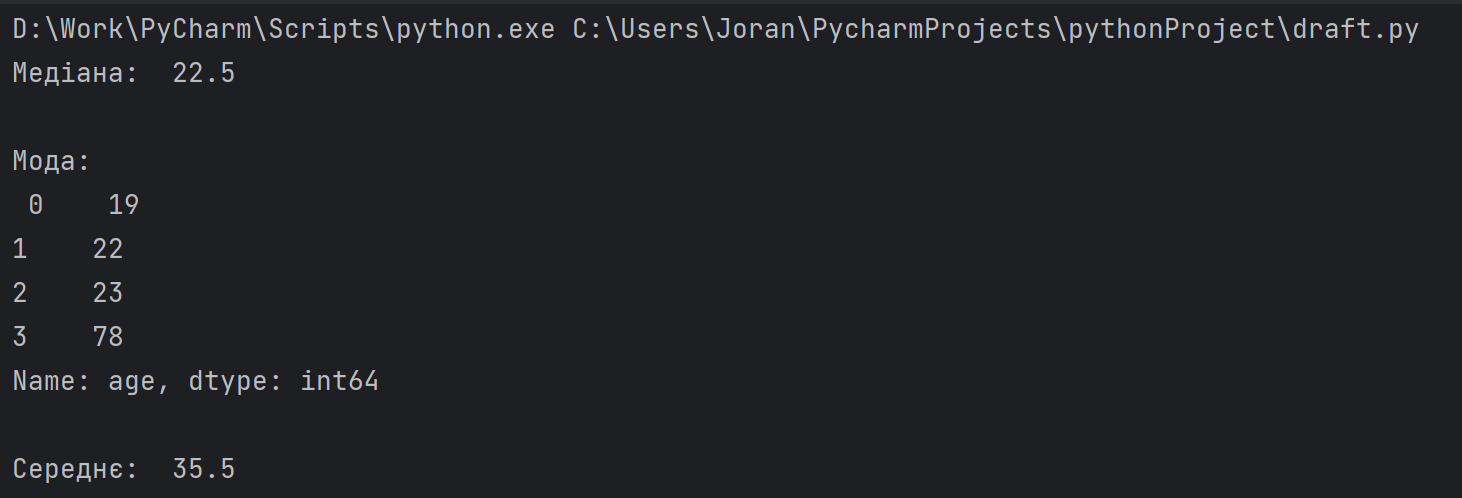 D:\Work\PyCharm\Scripts\python.exe C:\Users\Joran\PycharmProjects\pythonProject\draft.py
Медіана:  22.5

Мода:
 0    19
1    22
2    23
3    78
Name: age, dtype: int64

Середнє:  35.5